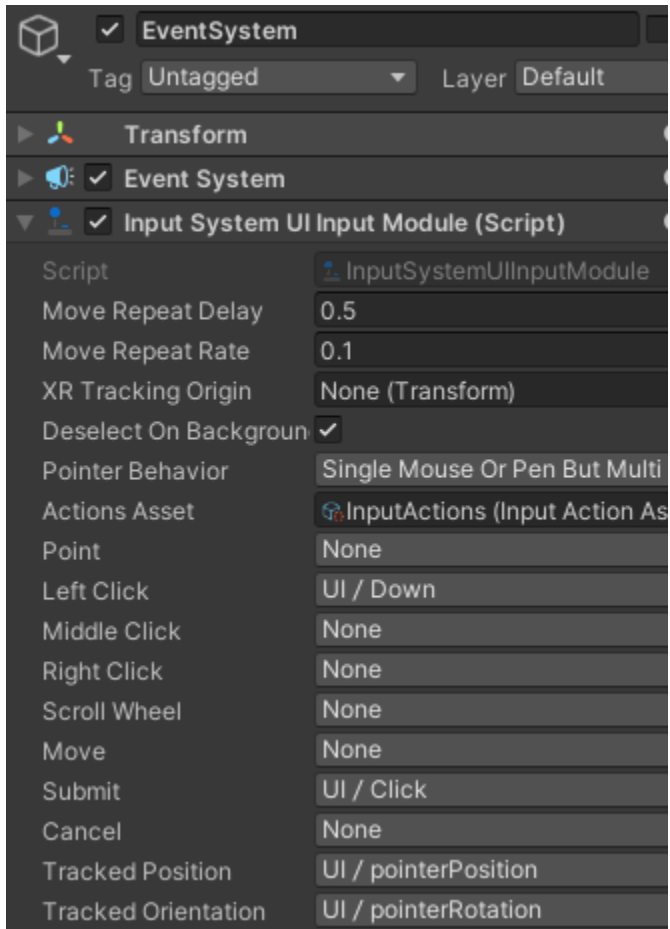 EventSystem
Tag Untagged Layer Default
Transform
Event System
Input System UI Input Module (Script)
Script InputSystemUIInputModule
Move Repeat Delay 0.5
Move Repeat Rate 0.1
XR Tracking Origin None (Transform)
Deselect On Backgroun
Pointer Behavior Single Mouse Or Pen But Multi
Actions Asset InputActions (Input Action As
Point None
Left Click UI / Down
Middle Click None
Right Click None
Scroll Wheel None
Move None
Submit UI / Click
Cancel None
Tracked Position UI / pointerPosition
Tracked Orientation UI / pointerRotation